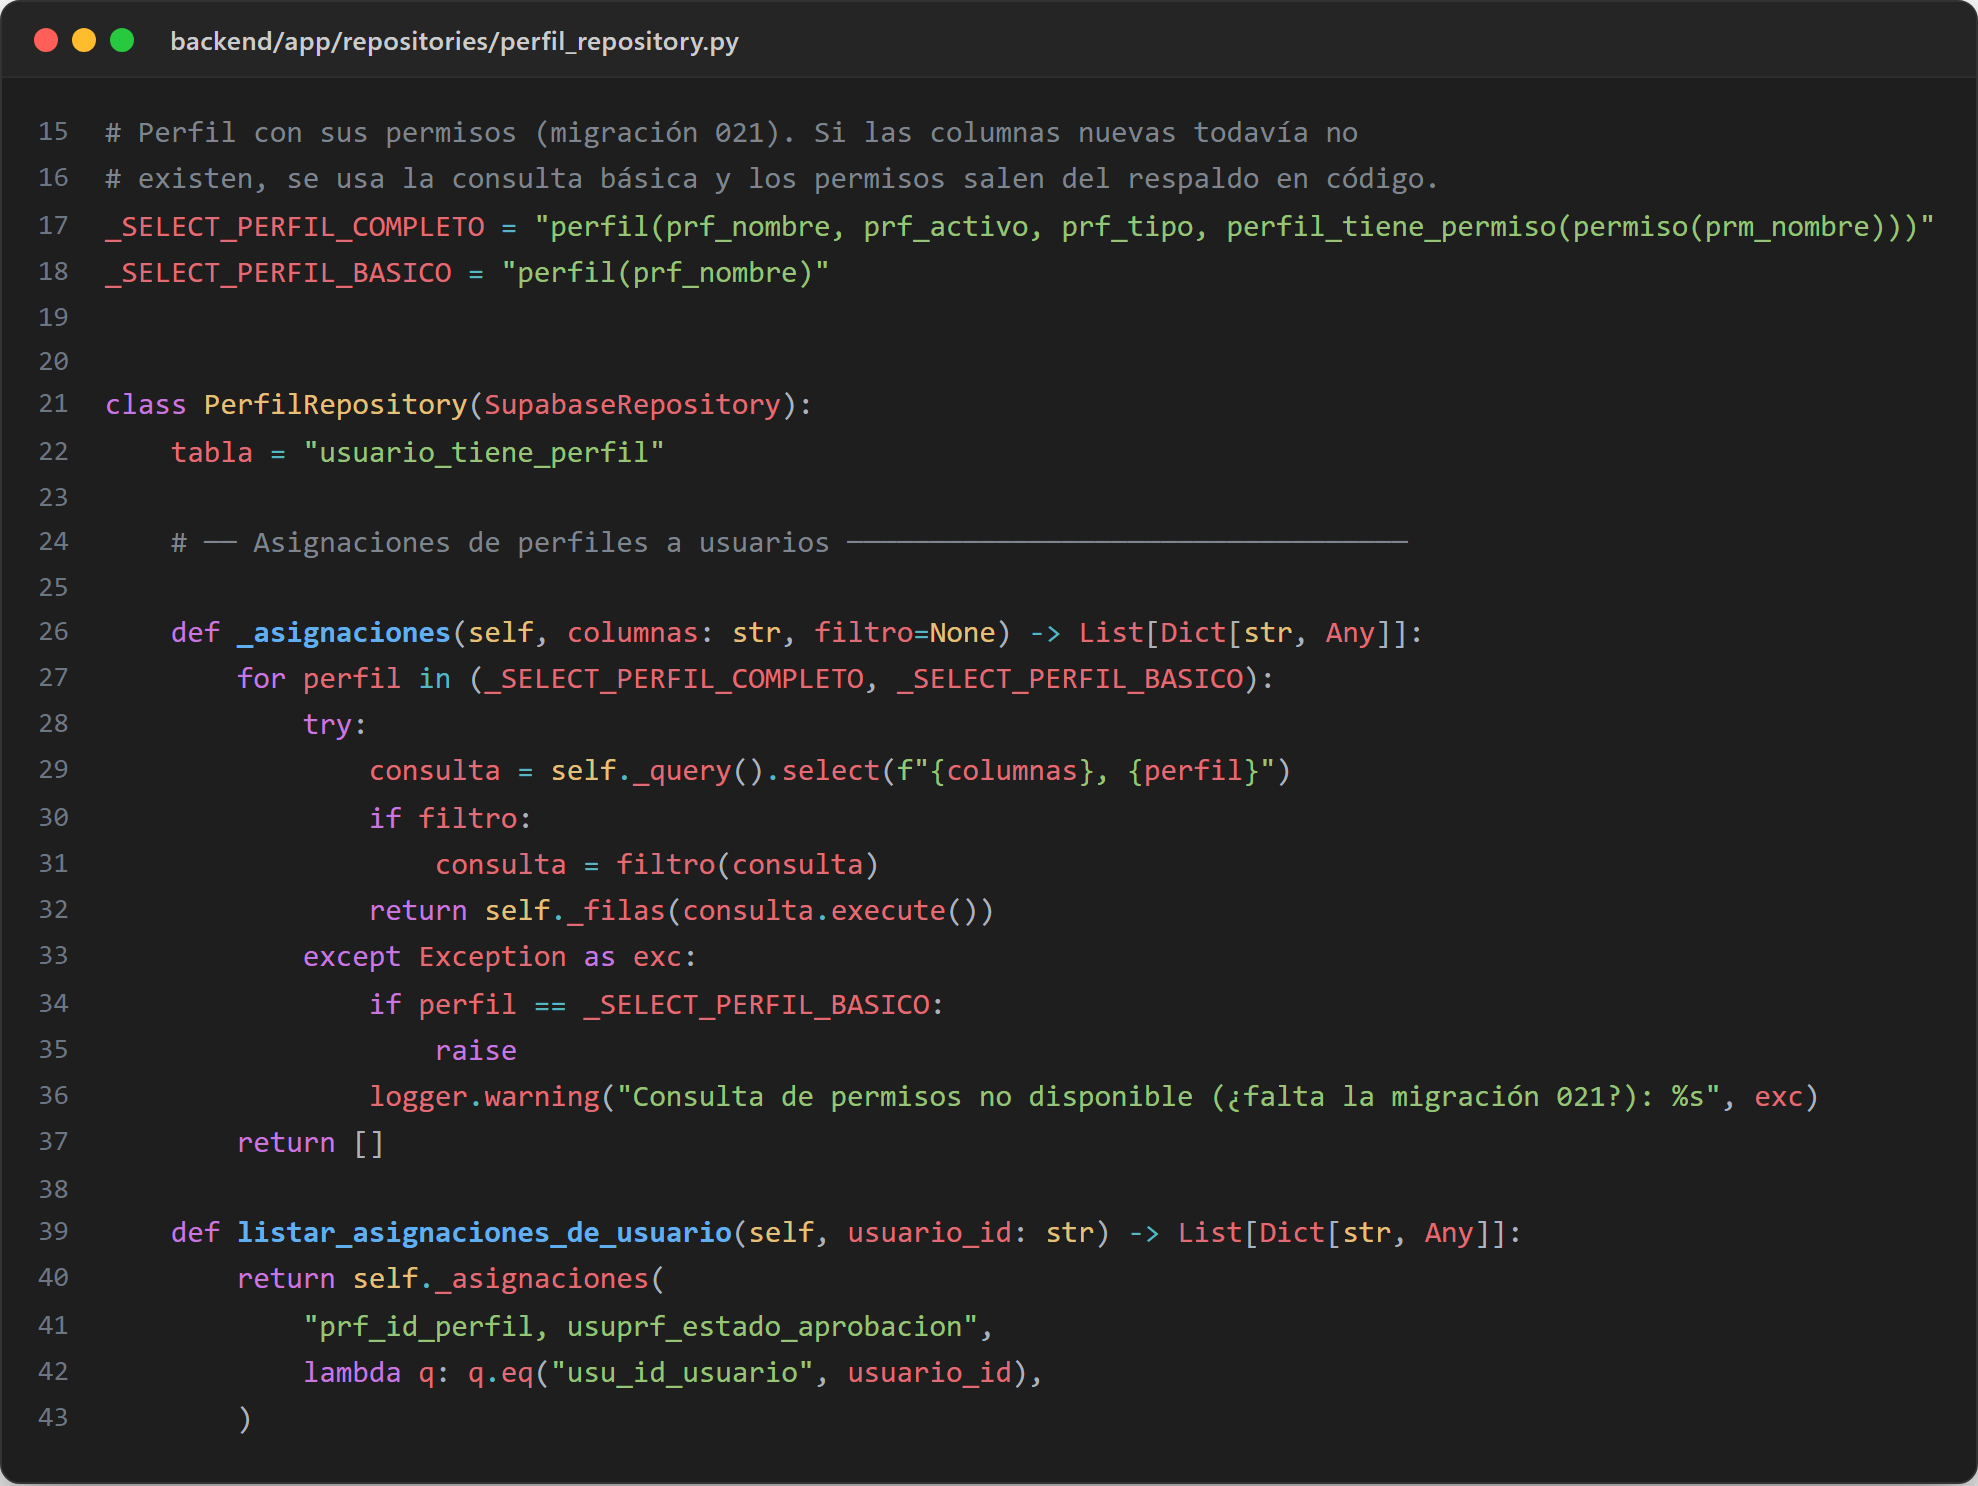 backend/app/repositories/perfil_repository.py
15 # Perfil con sus permisos (migración 021). Si las columnas nuevas todavía no
16 # existen, se usa la consulta básica y los permisos salen del respaldo en código.
17 _SELECT_PERFIL_COMPLETO = "perfil(prf_nombre, prf_activo, prf_tipo, perfil_tiene_permiso(permiso(prm_nombre)))"
18 _SELECT_PERFIL_BASICO = "perfil(prf_nombre)"
19
20
21 class PerfilRepository(SupabaseRepository):
22     tabla = "usuario_tiene_perfil"
23
24     # ── Asignaciones de perfiles a usuarios ──────────────────────────────────
25
26     def _asignaciones(self, columnas: str, filtro=None) -> List[Dict[str, Any]]:
27         for perfil in (_SELECT_PERFIL_COMPLETO, _SELECT_PERFIL_BASICO):
28             try:
29                 consulta = self._query().select(f"{columnas}, {perfil}")
30                 if filtro:
31                     consulta = filtro(consulta)
32                 return self._filas(consulta.execute())
33             except Exception as exc:
34                 if perfil == _SELECT_PERFIL_BASICO:
35                     raise
36                 logger.warning("Consulta de permisos no disponible (¿falta la migración 021?): %s", exc)
37         return []
38
39     def listar_asignaciones_de_usuario(self, usuario_id: str) -> List[Dict[str, Any]]:
40         return self._asignaciones(
41             "prf_id_perfil, usuprf_estado_aprobacion",
42             lambda q: q.eq("usu_id_usuario", usuario_id),
43         )